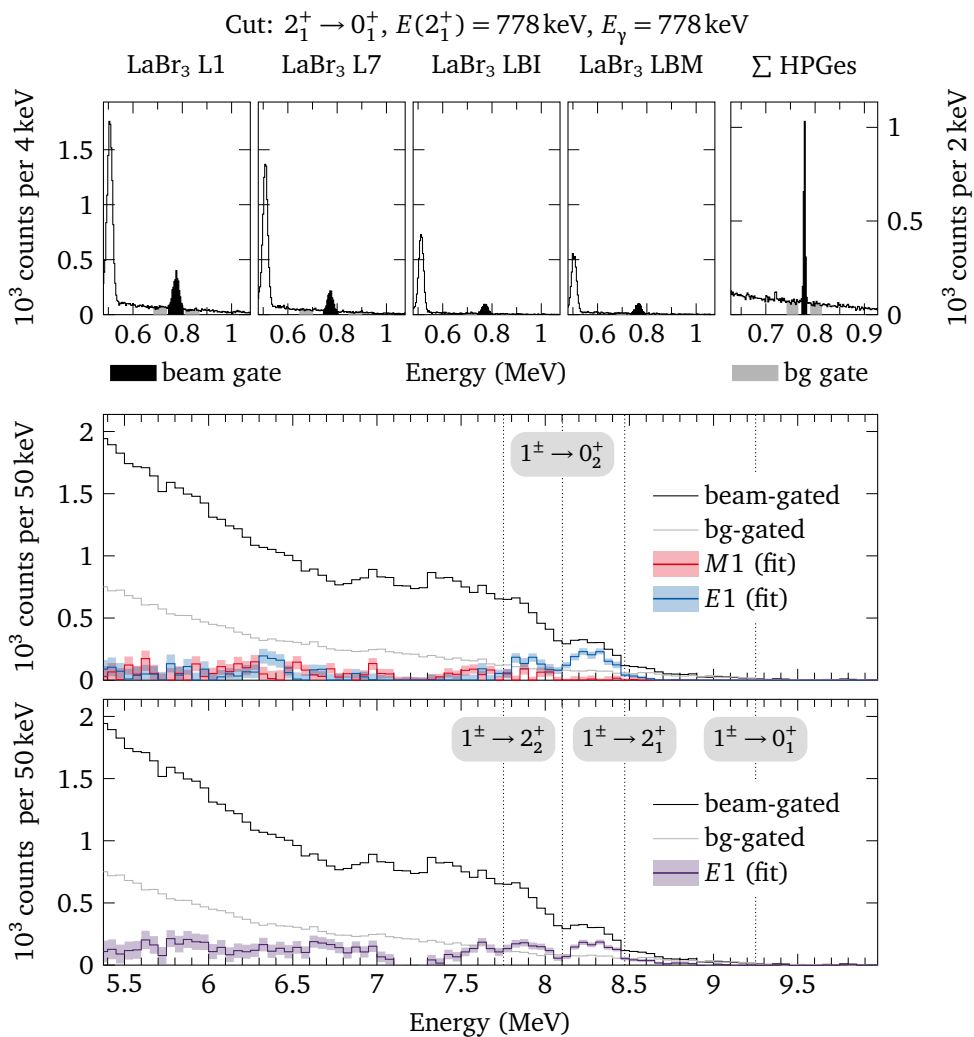 Cut: 2₁⁺ → 0₁⁺, E(2₁⁺) = 778 keV, Eᵧ = 778 keV
LaBr₃ L1 LaBr₃ L7 LaBr₃ LBI LaBr₃ LBM ∑ HPGes
10³ counts per 4 keV
1.5
1
0.5
0
1
0.5
0
10³ counts per 2 keV
0.6 0.8 1 0.6 0.8 1 0.6 0.8 1 0.6 0.8 1 0.7 0.8 0.9
Energy (MeV)
beam gate
bg gate
10³ counts per 50 keV
2
1.5
1
0.5
0
1± → 0₂⁺
beam-gated
bg-gated
M1 (fit)
E1 (fit)
10³ counts per 50 keV
2
1.5
1
0.5
0
1± → 2₂⁺ 1± → 2₁⁺ 1± → 0₁⁺
beam-gated
bg-gated
E1 (fit)
5.5 6 6.5 7 7.5 8 8.5 9 9.5
Energy (MeV)